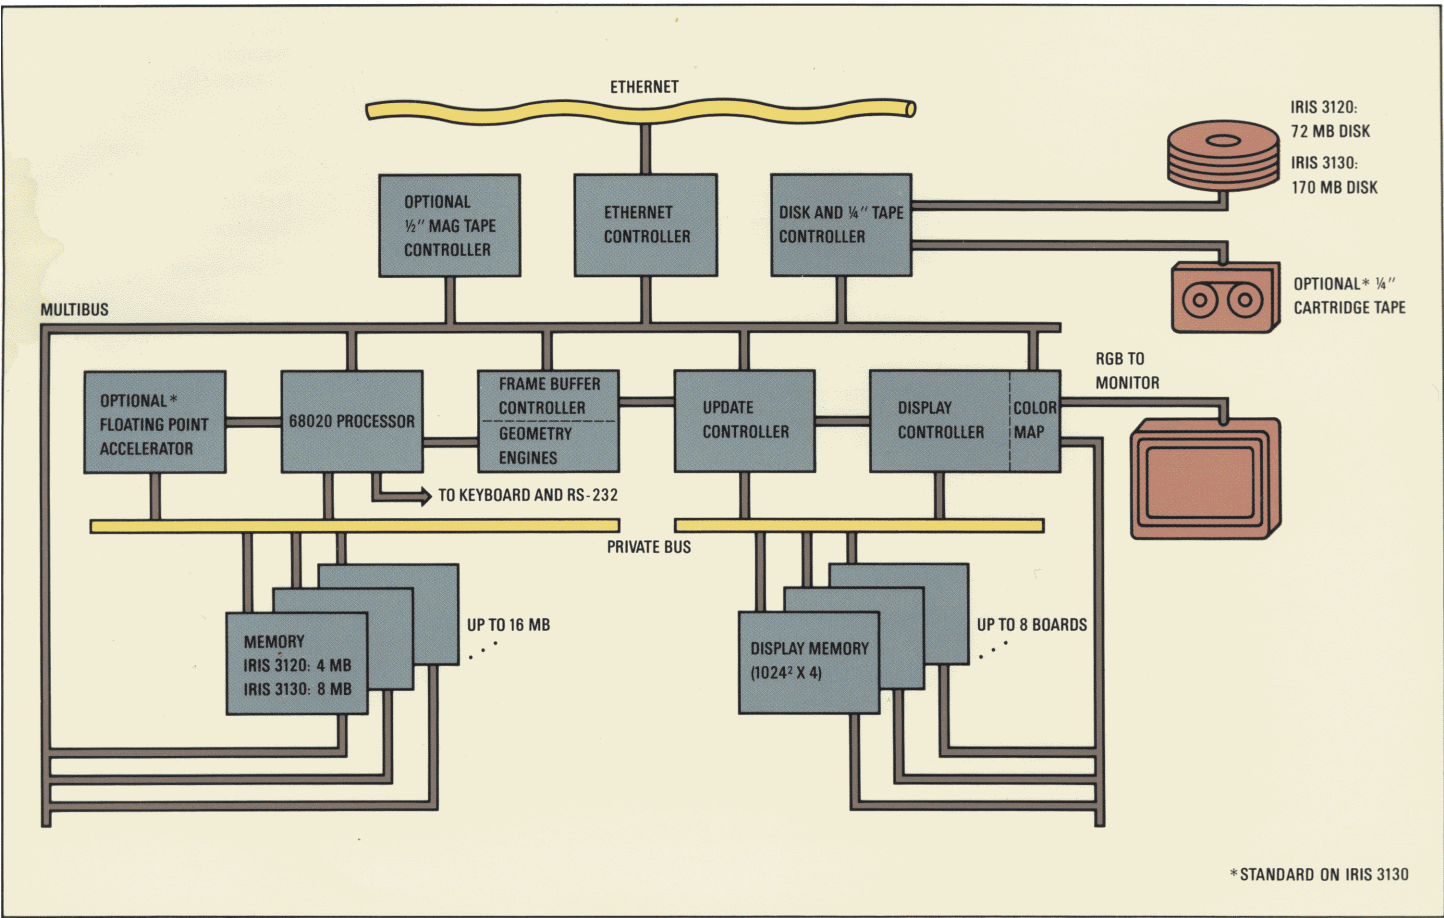 ETHERNET
IRIS 3120:
72 MB DISK
IRIS 3130:
170 MB DISK
OPTIONAL
½″ MAG TAPE
CONTROLLER
ETHERNET
CONTROLLER
DISK AND ¼″ TAPE
CONTROLLER
OPTIONAL* ¼″
CARTRIDGE TAPE
MULTIBUS
RGB TO
MONITOR
OPTIONAL*
FLOATING POINT
ACCELERATOR
68020 PROCESSOR
FRAME BUFFER
CONTROLLER
GEOMETRY
ENGINES
UPDATE
CONTROLLER
DISPLAY
CONTROLLER
COLOR
MAP
TO KEYBOARD AND RS-232
PRIVATE BUS
MEMORY
IRIS 3120: 4 MB
IRIS 3130: 8 MB
UP TO 16 MB
DISPLAY MEMORY
(1024² X 4)
UP TO 8 BOARDS
*STANDARD ON IRIS 3130